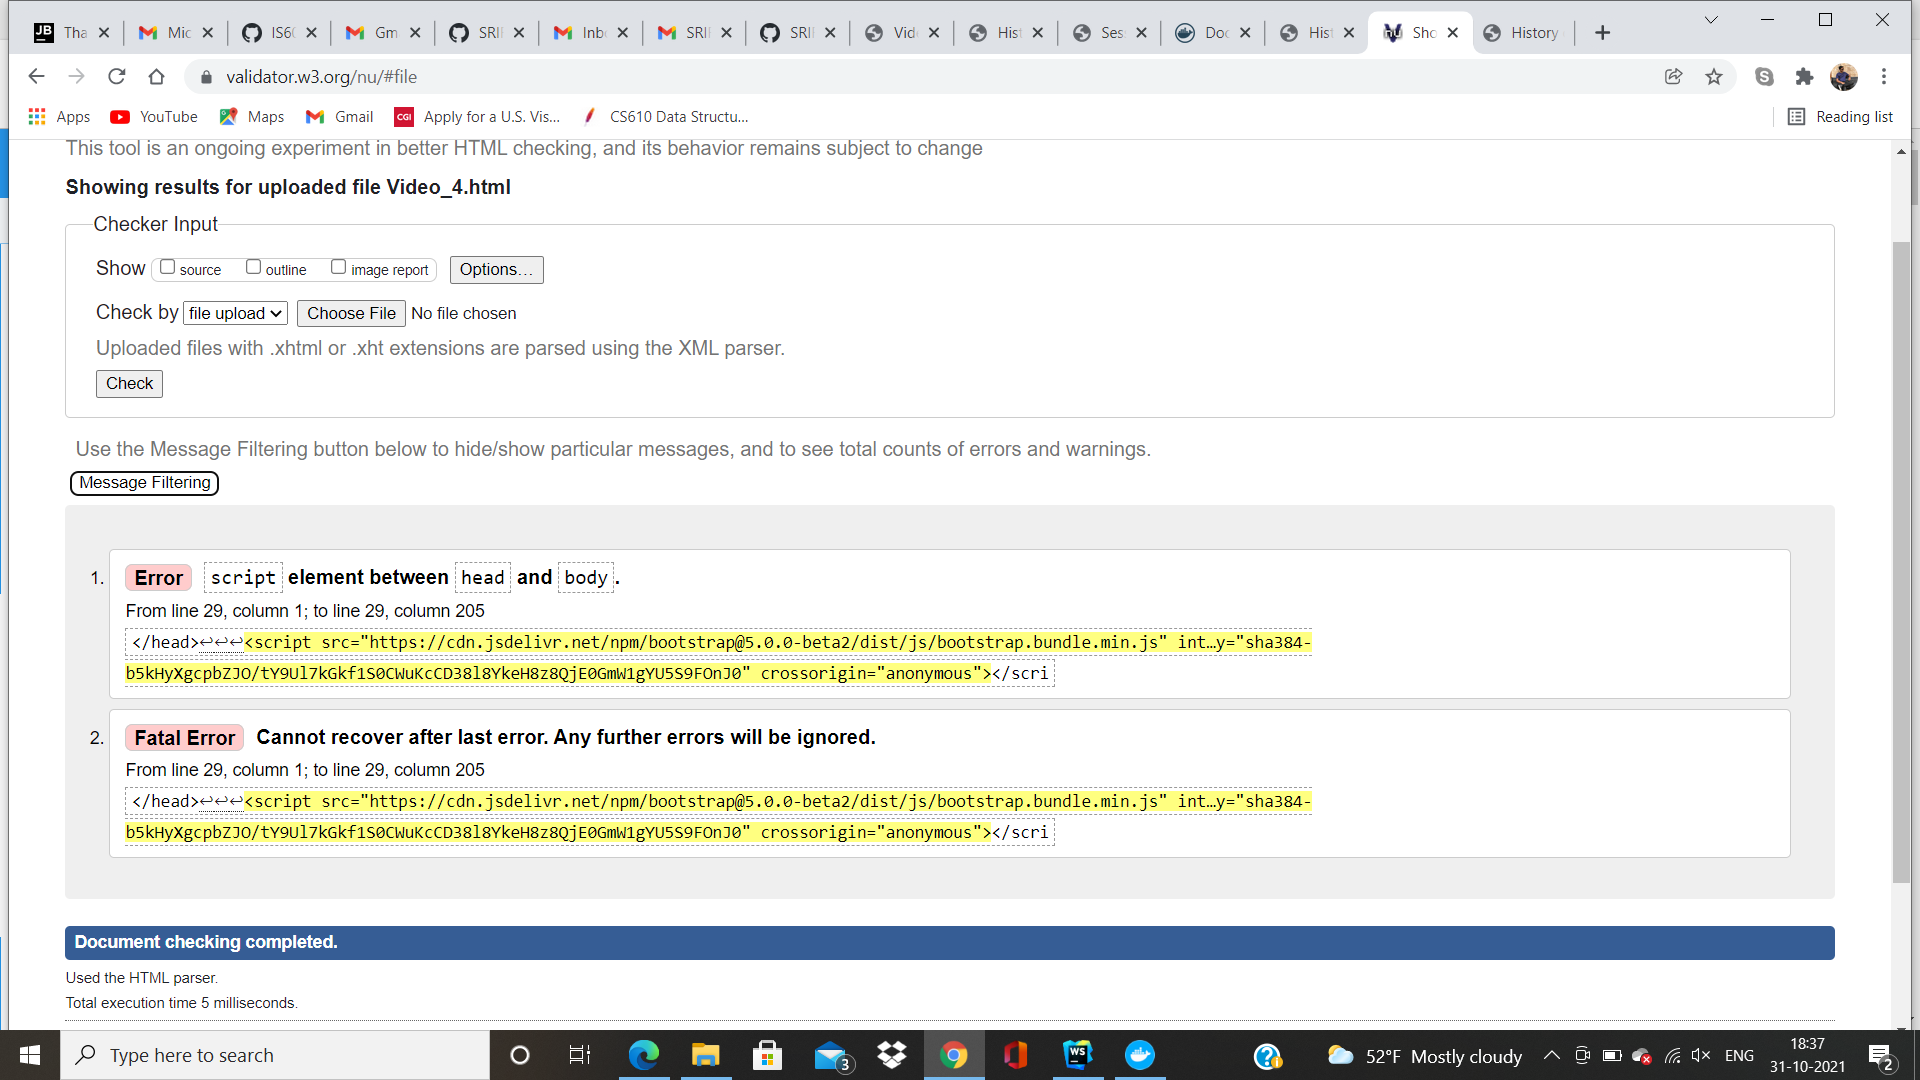 Tha
Mic
IS6
Gm
SRI
Inb
SRI
SRI
Vid
Hist
Ses
Doc
Hist
Sho
History
validator.w3.org/nu/#file
Apps
YouTube
Maps
Gmail
CGI Apply for a U.S. Vis...
CS610 Data Structu...
Reading list
This tool is an ongoing experiment in better HTML checking, and its behavior remains subject to change
Showing results for uploaded file Video_4.html
Checker Input
Show source outline image report Options...
Check by file upload Choose File No file chosen
Uploaded files with .xhtml or .xht extensions are parsed using the XML parser.
Check
Use the Message Filtering button below to hide/show particular messages, and to see total counts of errors and warnings.
Message Filtering
1. Error script element between head and body.
From line 29, column 1; to line 29, column 205
</head>↩↩↩<script src="https://cdn.jsdelivr.net/npm/bootstrap@5.0.0-beta2/dist/js/bootstrap.bundle.min.js" int…y="sha384-
b5kHyXgcpbZJO/tY9Ul7kGkf1S0CWuKcCD38l8YkeH8z8QjE0GmW1gYU5S9FOnJ0" crossorigin="anonymous"></scri
2. Fatal Error Cannot recover after last error. Any further errors will be ignored.
From line 29, column 1; to line 29, column 205
</head>↩↩↩<script src="https://cdn.jsdelivr.net/npm/bootstrap@5.0.0-beta2/dist/js/bootstrap.bundle.min.js" int…y="sha384-
b5kHyXgcpbZJO/tY9Ul7kGkf1S0CWuKcCD38l8YkeH8z8QjE0GmW1gYU5S9FOnJ0" crossorigin="anonymous"></scri
Document checking completed.
Used the HTML parser.
Total execution time 5 milliseconds.
Type here to search
3
WS
52°F Mostly cloudy
ENG
18:37
31-10-2021
2